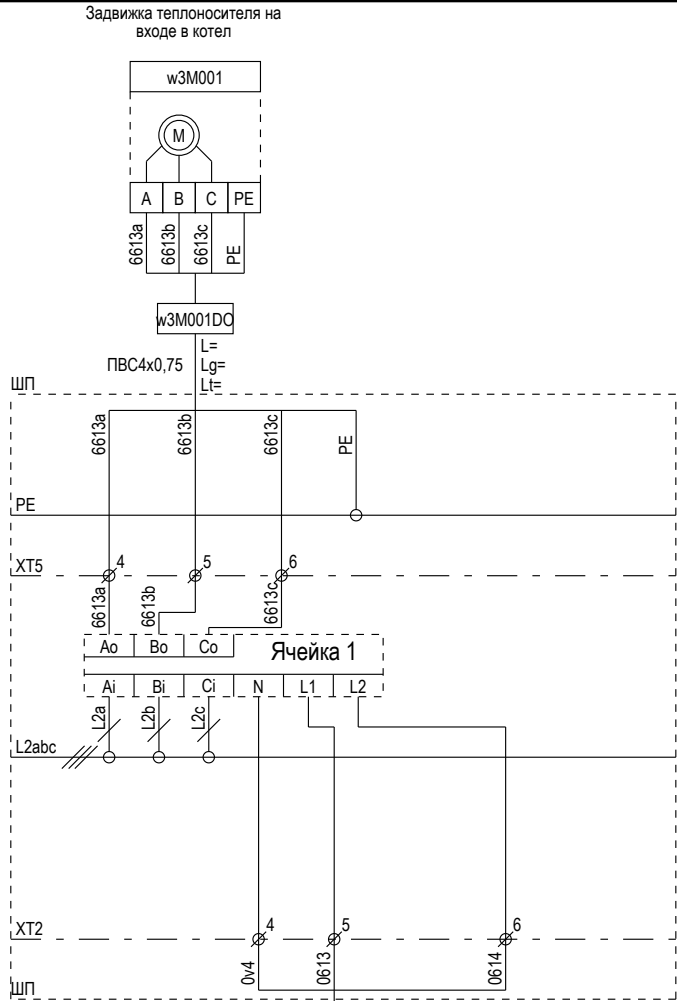 Задвижка теплоносителя на
входе в котел
w3M001
M
A B C PE
6613a 6613b 6613c PE
w3M001DO
ПВС4х0,75
L=
Lg=
Lt=
ШП
6613a 6613b 6613c PE
PE
XT5 4 5 6
6613a 6613b 6613c
Ao Bo Co Ячейка 1
Ai Bi Ci N L1 L2
L2a L2b L2c
L2abc
XT2 4 5 6
0v4 0613 0614
ШП